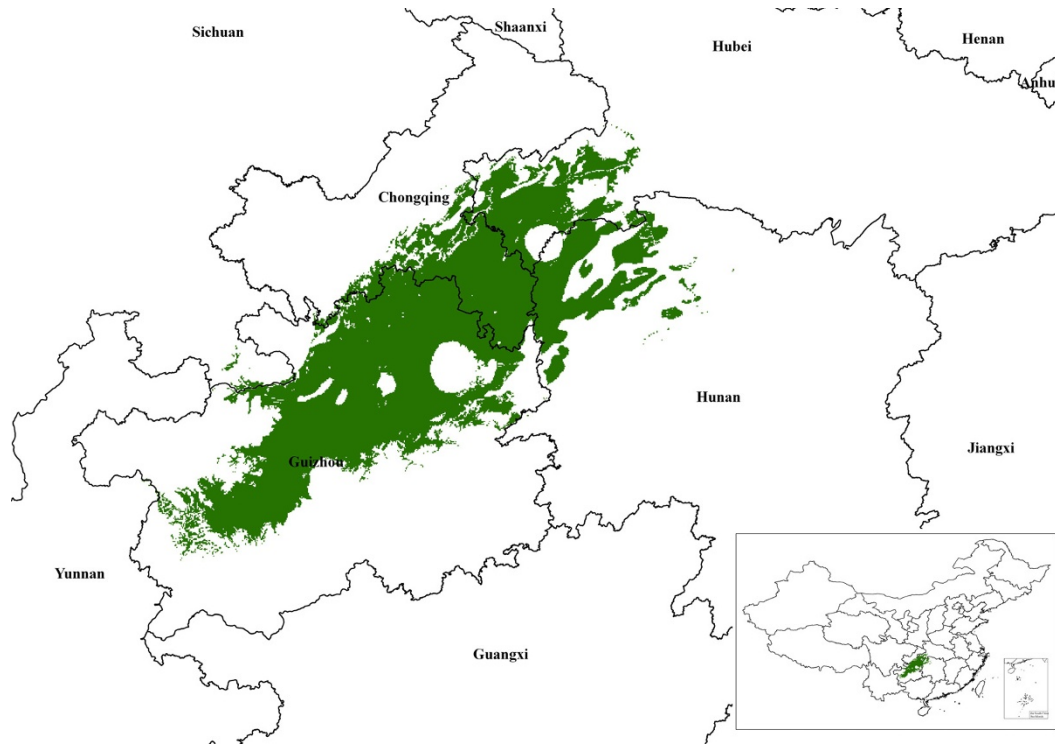 Sichuan
Shaanxi
Hubei
Henan
Anhu
Chongqing
Hunan
Guizhou
Jiangxi
Yunnan
Guangxi